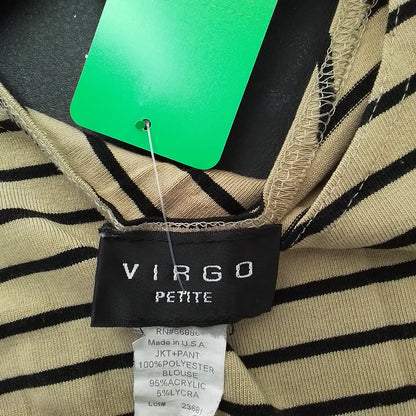 VIRGO
PETITE
Made in U.S.A.
JKT+PANT
100%POLYESTER
BLOUSE
95%ACRYLIC
5%LYCRA